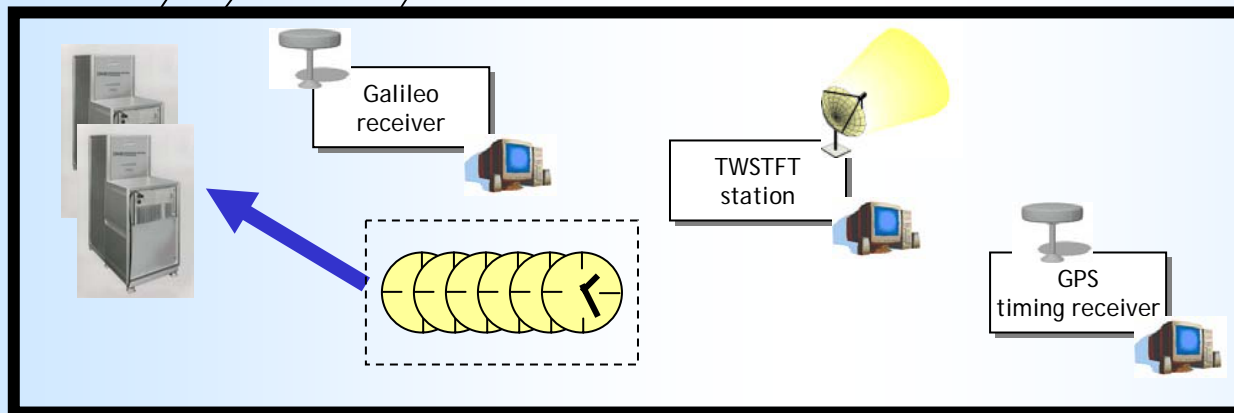 Galileo
receiver
TWSTFT
station
GPS
timing receiver